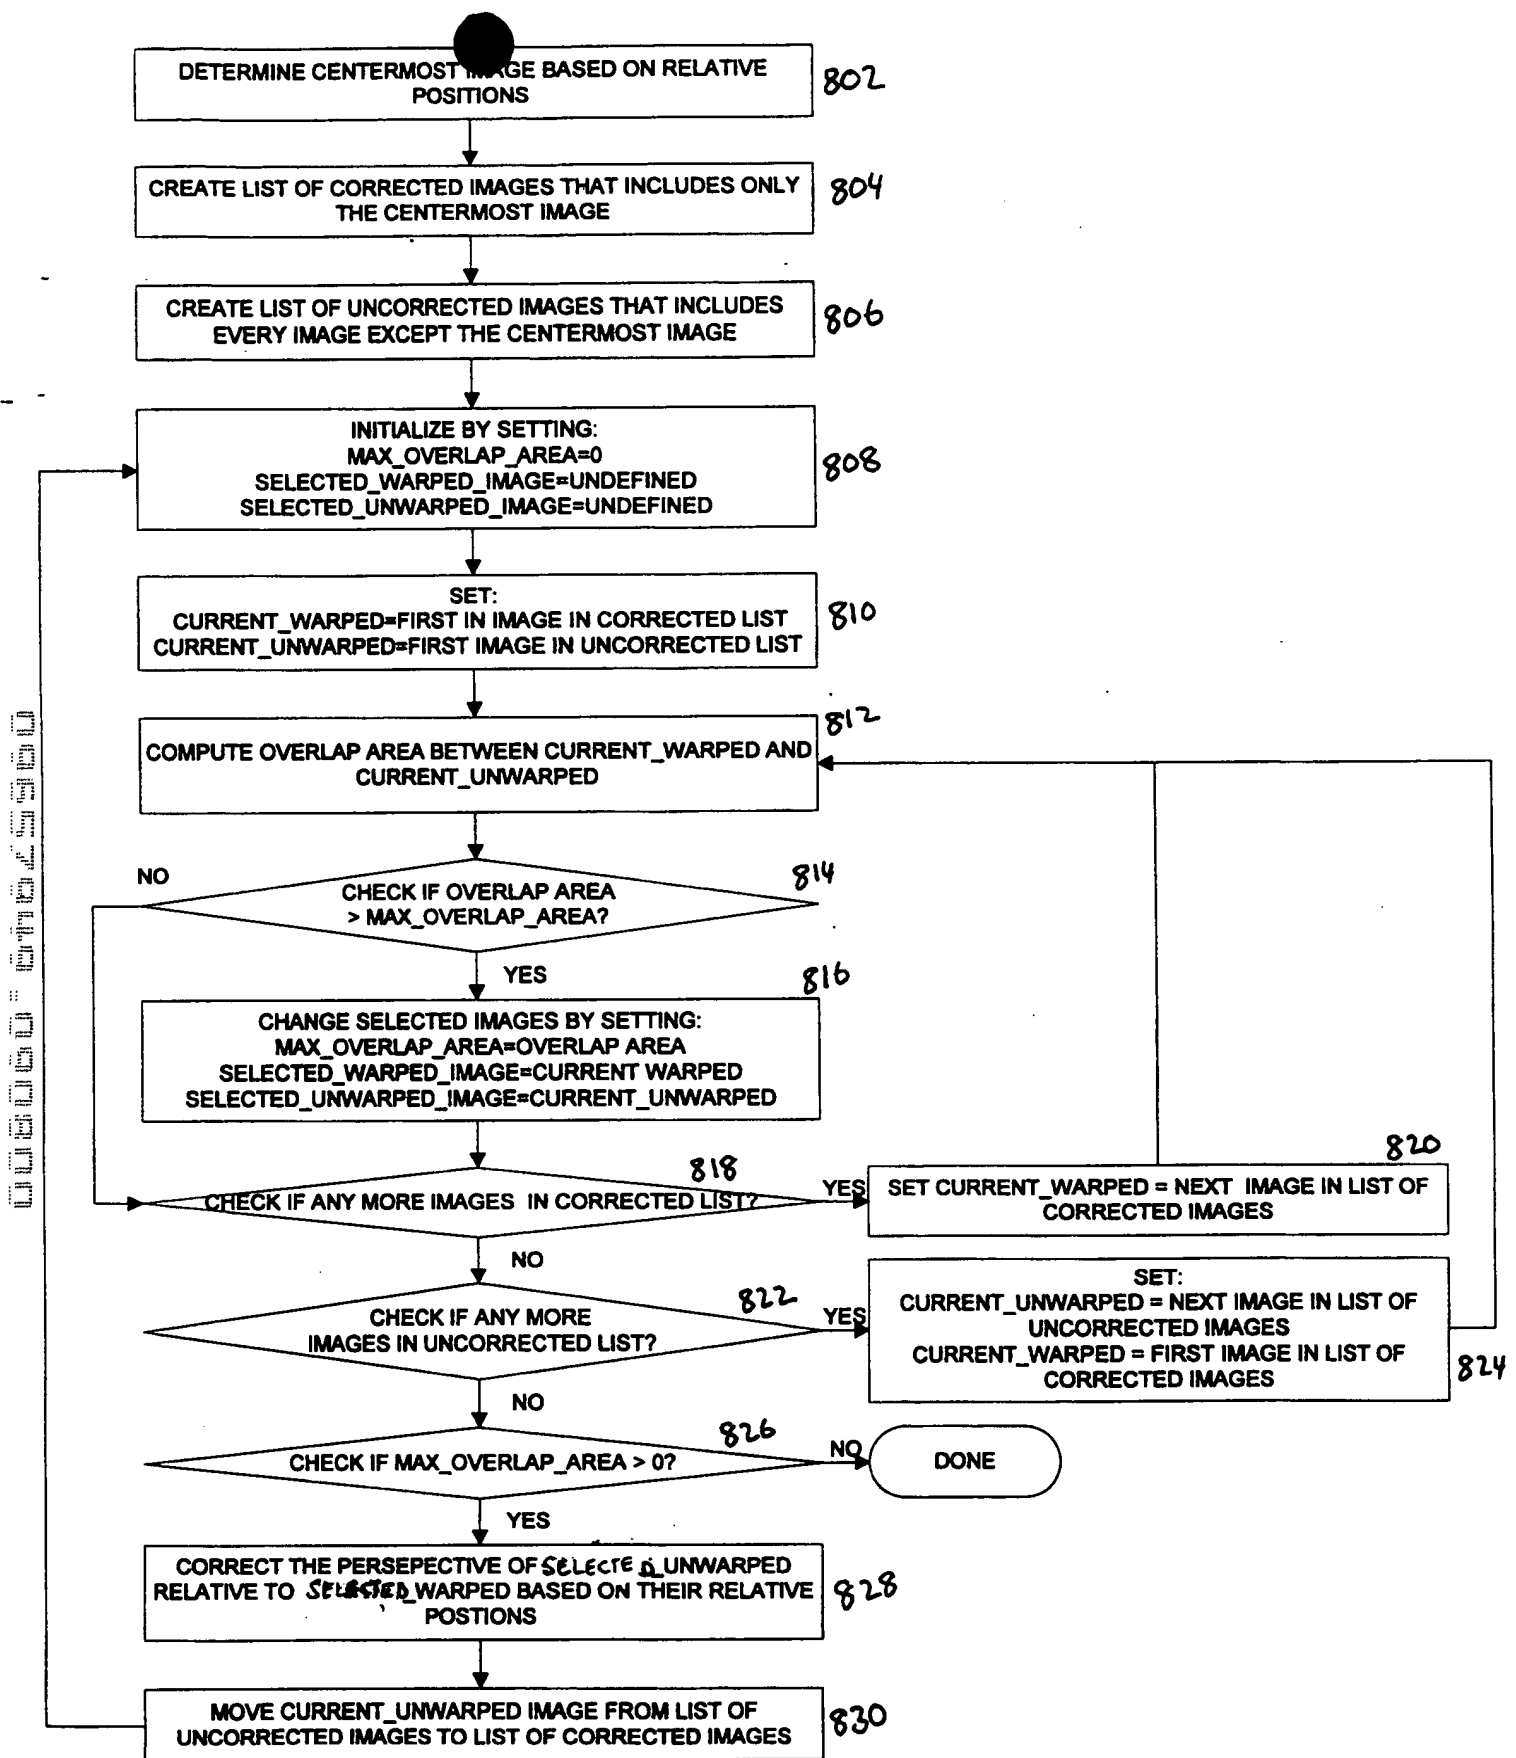 DETERMINE CENTERMOST IMAGE BASED ON RELATIVE
POSITIONS
802
CREATE LIST OF CORRECTED IMAGES THAT INCLUDES ONLY
THE CENTERMOST IMAGE
804
CREATE LIST OF UNCORRECTED IMAGES THAT INCLUDES
EVERY IMAGE EXCEPT THE CENTERMOST IMAGE
806
INITIALIZE BY SETTING:
MAX_OVERLAP_AREA=0
SELECTED_WARPED_IMAGE=UNDEFINED
SELECTED_UNWARPED_IMAGE=UNDEFINED
808
SET:
CURRENT_WARPED=FIRST IN IMAGE IN CORRECTED LIST
CURRENT_UNWARPED=FIRST IMAGE IN UNCORRECTED LIST
810
812
COMPUTE OVERLAP AREA BETWEEN CURRENT_WARPED AND
CURRENT_UNWARPED
NO
814
CHECK IF OVERLAP AREA
> MAX_OVERLAP_AREA?
YES
816
CHANGE SELECTED IMAGES BY SETTING:
MAX_OVERLAP_AREA=OVERLAP AREA
SELECTED_WARPED_IMAGE=CURRENT WARPED
SELECTED_UNWARPED_IMAGE=CURRENT_UNWARPED
818
CHECK IF ANY MORE IMAGES IN CORRECTED LIST?
YES
820
SET CURRENT_WARPED = NEXT IMAGE IN LIST OF
CORRECTED IMAGES
NO
822
CHECK IF ANY MORE
IMAGES IN UNCORRECTED LIST?
YES
SET:
CURRENT_UNWARPED = NEXT IMAGE IN LIST OF
UNCORRECTED IMAGES
CURRENT_WARPED = FIRST IMAGE IN LIST OF
CORRECTED IMAGES
824
NO
826
CHECK IF MAX_OVERLAP_AREA > 0?
NO
DONE
YES
CORRECT THE PERSEPECTIVE OF SELECTED_UNWARPED
RELATIVE TO SELECTED_WARPED BASED ON THEIR RELATIVE
POSTIONS
828
MOVE CURRENT_UNWARPED IMAGE FROM LIST OF
UNCORRECTED IMAGES TO LIST OF CORRECTED IMAGES
830